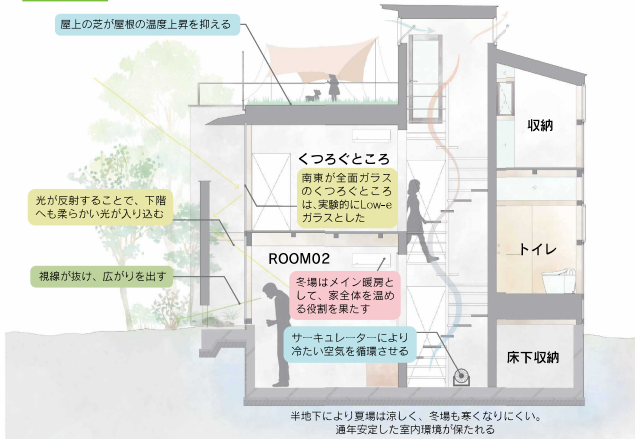 屋上の芝が屋根の温度上昇を抑える
収納
くつろぐところ
南東が全面ガラス
のくつろぐところ
は、実験的にLow-e
ガラスとした
光が反射することで、下階
へも柔らかい光が入り込む
トイレ
ROOM02
視線が抜け、広がりを出す
冬場はメイン暖房と
して、家全体を温め
る役割を果たす
サーキュレーターにより
冷たい空気を循環させる
床下収納
半地下により夏場は涼しく、冬場も寒くなりにくい。
通年安定した室内環境が保たれる